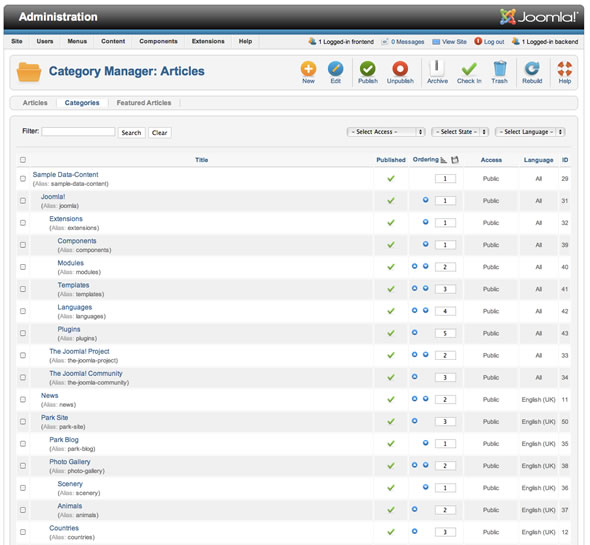 Administration
Joomla!
Site Users Menus Content Components Extensions Help 1 Logged-in frontend 0 Messages View Site Log out 1 Logged-in backend
Category Manager: Articles
New Edit Publish Unpublish Archive Check In Trash Rebuild Help
Articles Categories Featured Articles
Filter: Search Clear - Select Access - - Select State - - Select Language -
Title Published Ordering Access Language ID
Sample Data-Content 1 Public All 29
(Alias: sample-data-content)
Joomla! 1 Public All 31
(Alias: joomla)
Extensions 1 Public All 32
(Alias: extensions)
Components 1 Public All 39
(Alias: components)
Modules 2 Public All 40
(Alias: modules)
Templates 3 Public All 41
(Alias: templates)
Languages 4 Public All 42
(Alias: languages)
Plugins 5 Public All 43
(Alias: plugins)
The Joomla! Project 2 Public All 33
(Alias: the-joomla-project)
The Joomla! Community 3 Public All 34
(Alias: the-joomla-community)
News 2 Public English (UK) 11
(Alias: news)
Park Site 3 Public English (UK) 50
(Alias: park-site)
Park Blog 1 Public English (UK) 35
(Alias: park-blog)
Photo Gallery 2 Public English (UK) 38
(Alias: photo-gallery)
Scenery 1 Public English (UK) 36
(Alias: scenery)
Animals 2 Public English (UK) 37
(Alias: animals)
Countries 3 Public English (UK) 12
(Alias: countries)